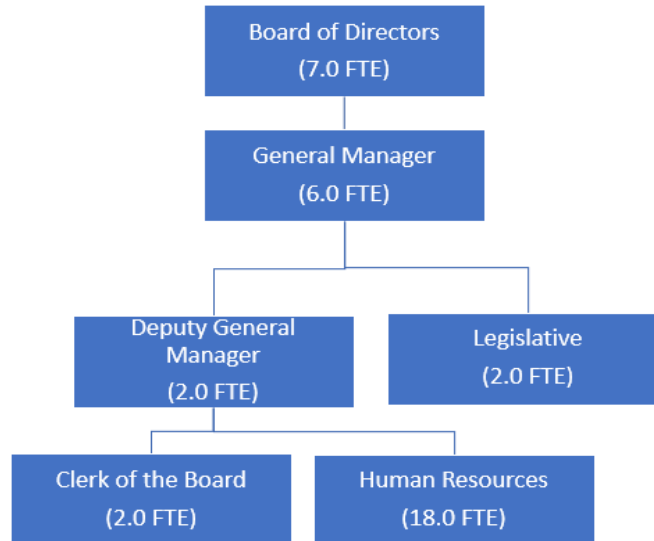 Board of Directors
(7.0 FTE)
General Manager
(6.0 FTE)
Deputy General
Manager
(2.0 FTE)
Legislative
(2.0 FTE)
Clerk of the Board
(2.0 FTE)
Human Resources
(18.0 FTE)